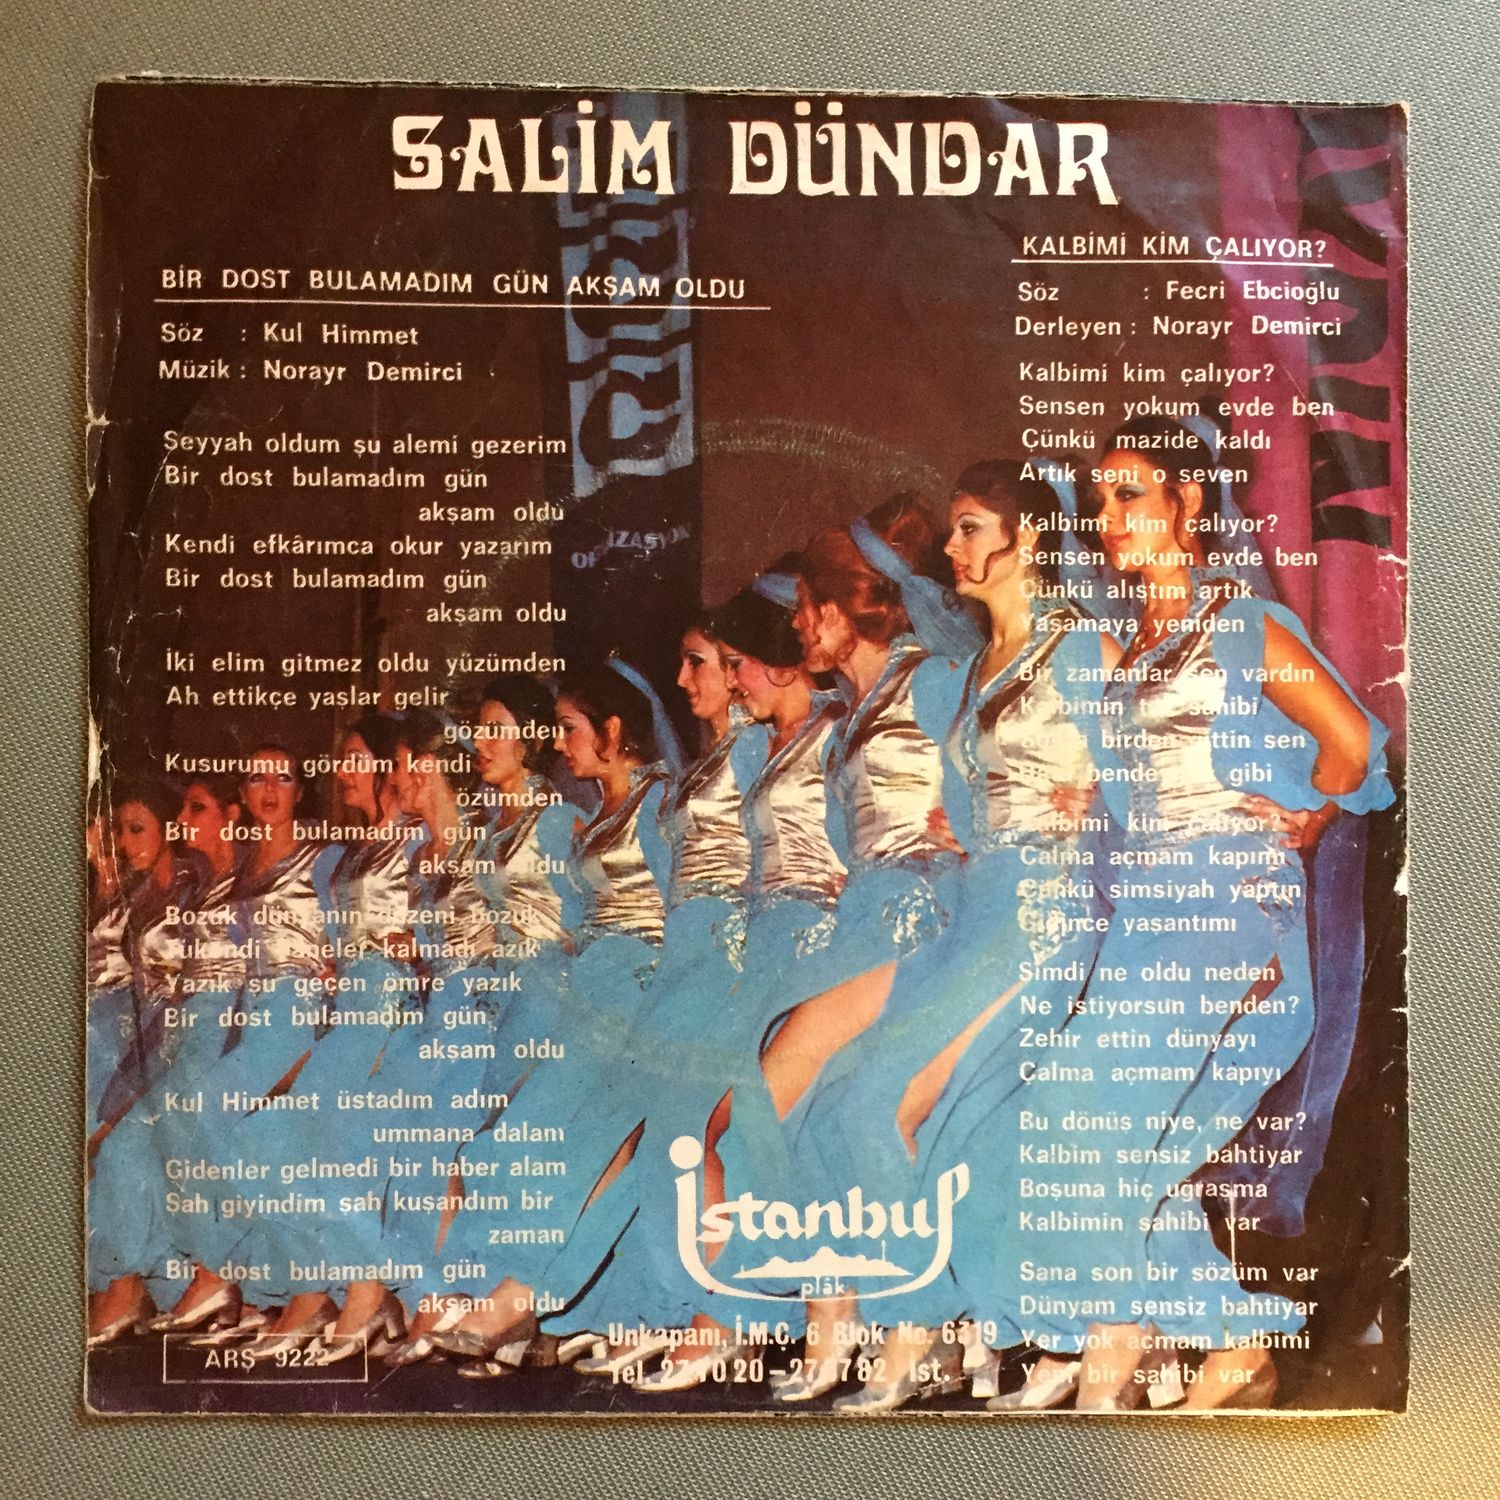 SALİM DÜNDAR
BİR DOST BULAMADIM GÜN AKŞAM OLDU
Söz : Kul Himmet
Müzik : Norayr Demirci
Seyyah oldum şu alemi gezerim
Bir dost bulamadım gün
akşam oldu
Kendi efkârımca okur yazarım
Bir dost bulamadım gün
akşam oldu
İki elim gitmez oldu yüzümden
Ah ettikçe yaşlar gelir
gözümden
Kusurumu gördüm kendi
özümden
Bir dost bulamadım gün
akşam oldu
Bozuk dünyanın düzeni bozuk
Tükendi daneler kalmadı azık
Yazık şu geçen ömre yazık
Bir dost bulamadım gün
akşam oldu
Kul Himmet üstadım adım
ummana dalam
Gidenler gelmedi bir haber alam
Şah giyindim şah kuşandım bir
zaman
Bir dost bulamadım gün
akşam oldu
ARŞ 9222
KALBİMİ KİM ÇALIYOR?
Söz : Fecri Ebcioğlu
Derleyen : Norayr Demirci
Kalbimi kim çalıyor?
Sensen yokum evde ben
Çünkü mazide kaldı
Artık seni o seven
Kalbimi kim çalıyor?
Sensen yokum evde ben
Çünkü alıştım artık
Yaşamaya yeniden
Bir zamanlar sen vardın
Kalbimin tek sahibi
birden gittin sen
bende gibi
Kalbimi kim çalıyor?
Çalma açmam kapımı
Çünkü simsiyah yaptın
Gidince yaşantımı
Şimdi ne oldu neden
Ne istiyorsun benden?
Zehir ettin dünyayı
Çalma açmam kapıyı
Bu dönüş niye, ne var?
Kalbim sensiz bahtiyar
Boşuna hiç uğraşma
Kalbimin sahibi var
Sana son bir sözüm var
Dünyam sensiz bahtiyar
Yer yok açmam kalbimi
Yeni bir sahibi var
istanbul
plâk
Unkapanı, İ.M.Ç. 6 Blok No. 6319
Tel. İst.